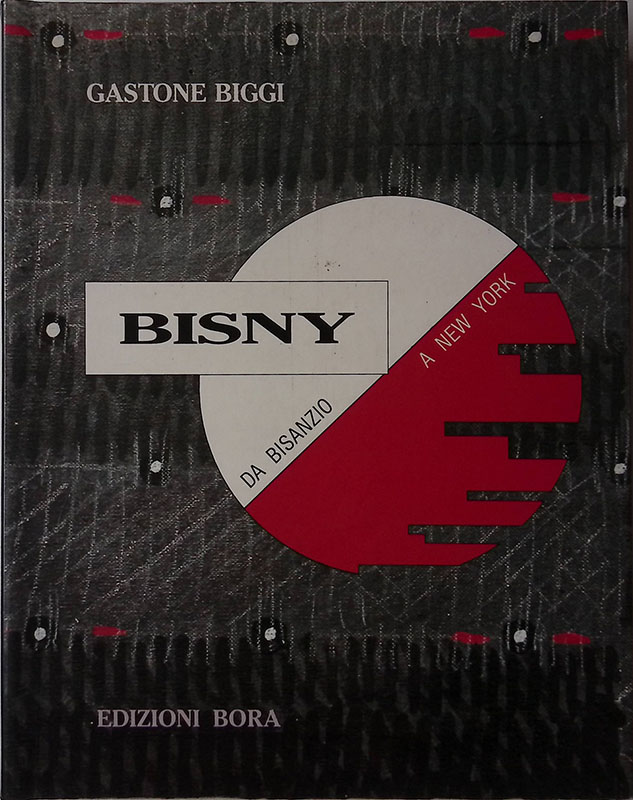 GASTONE BIGGI
BISNY
DA BISANZIO
A NEW YORK
EDIZIONI BORA